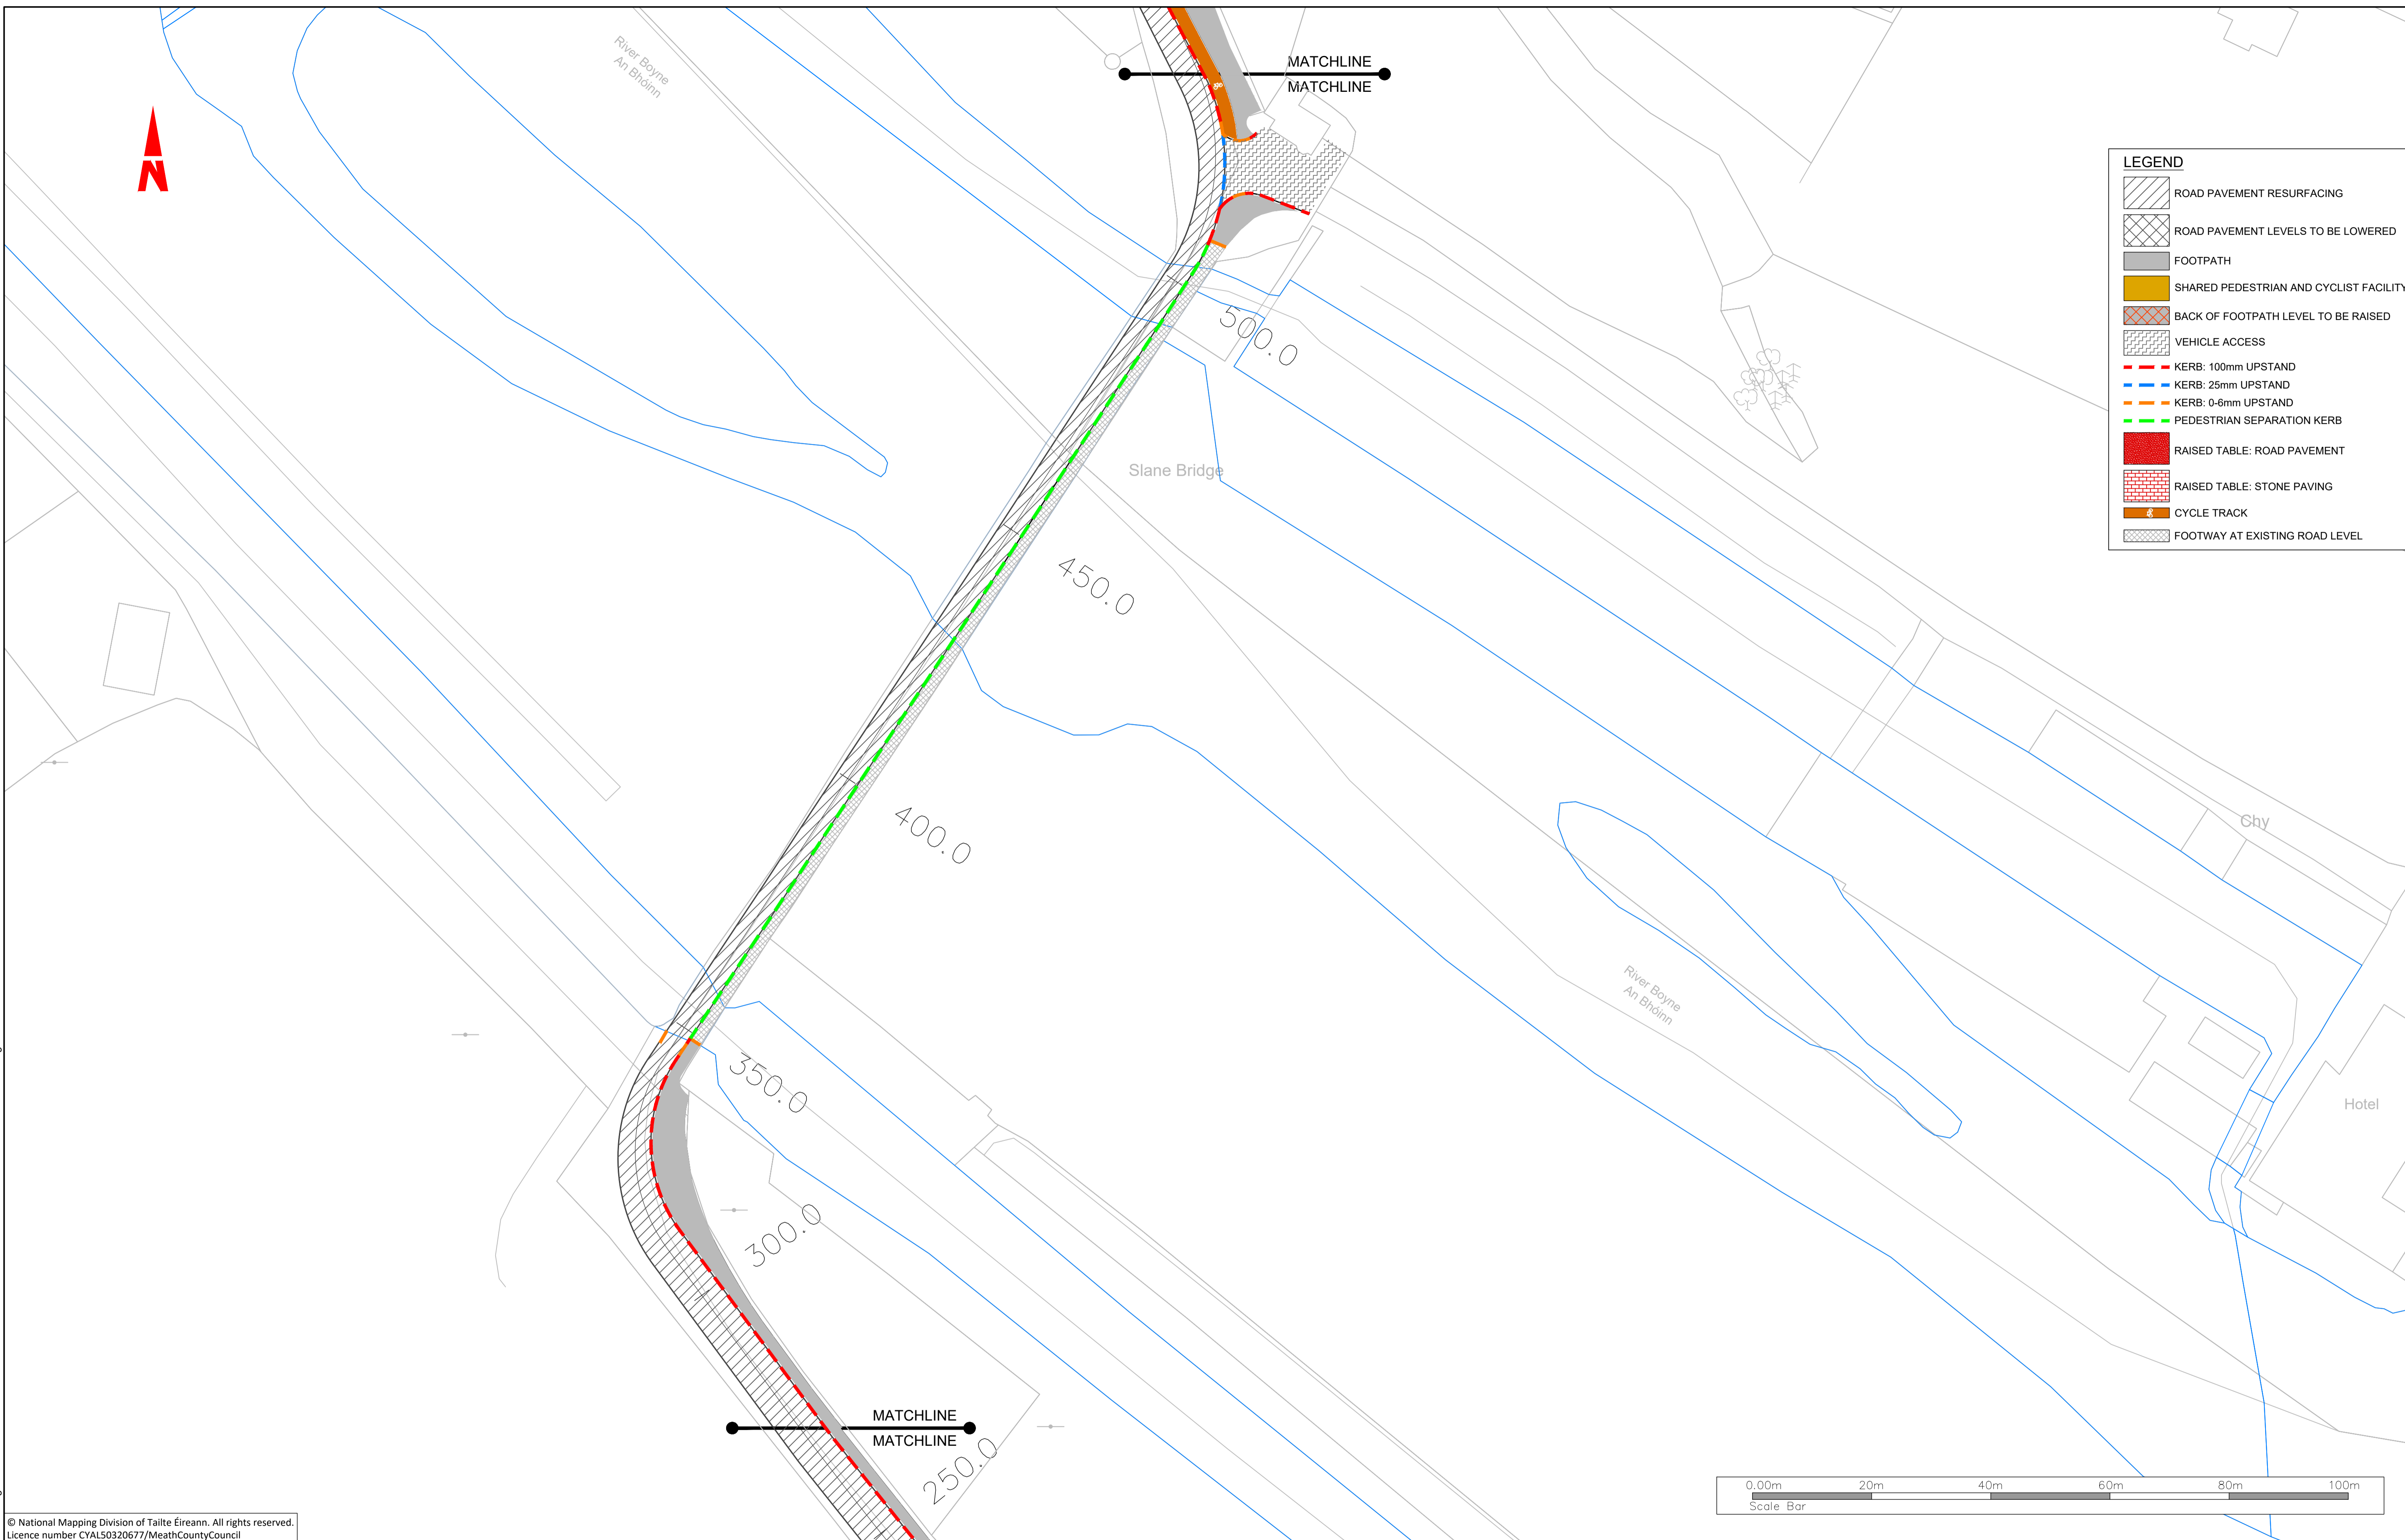 River Boyne
An Bhóinn
MATCHLINE
MATCHLINE
N
LEGEND
ROAD PAVEMENT RESURFACING
ROAD PAVEMENT LEVELS TO BE LOWERED
FOOTPATH
SHARED PEDESTRIAN AND CYCLIST FACILITY
BACK OF FOOTPATH LEVEL TO BE RAISED
VEHICLE ACCESS
KERB: 100mm UPSTAND
KERB: 25mm UPSTAND
KERB: 0-6mm UPSTAND
PEDESTRIAN SEPARATION KERB
RAISED TABLE: ROAD PAVEMENT
RAISED TABLE: STONE PAVING
CYCLE TRACK
FOOTWAY AT EXISTING ROAD LEVEL
500.0
Slane Bridge
450.0
400.0
Chy
River Boyne
An Bhóinn
350.0
Hotel
300.0
MATCHLINE
MATCHLINE
250.0
0.00m 20m 40m 60m 80m 100m
Scale Bar
© National Mapping Division of Tailte Éireann. All rights reserved.
Licence number CYAL50320677/MeathCountyCouncil